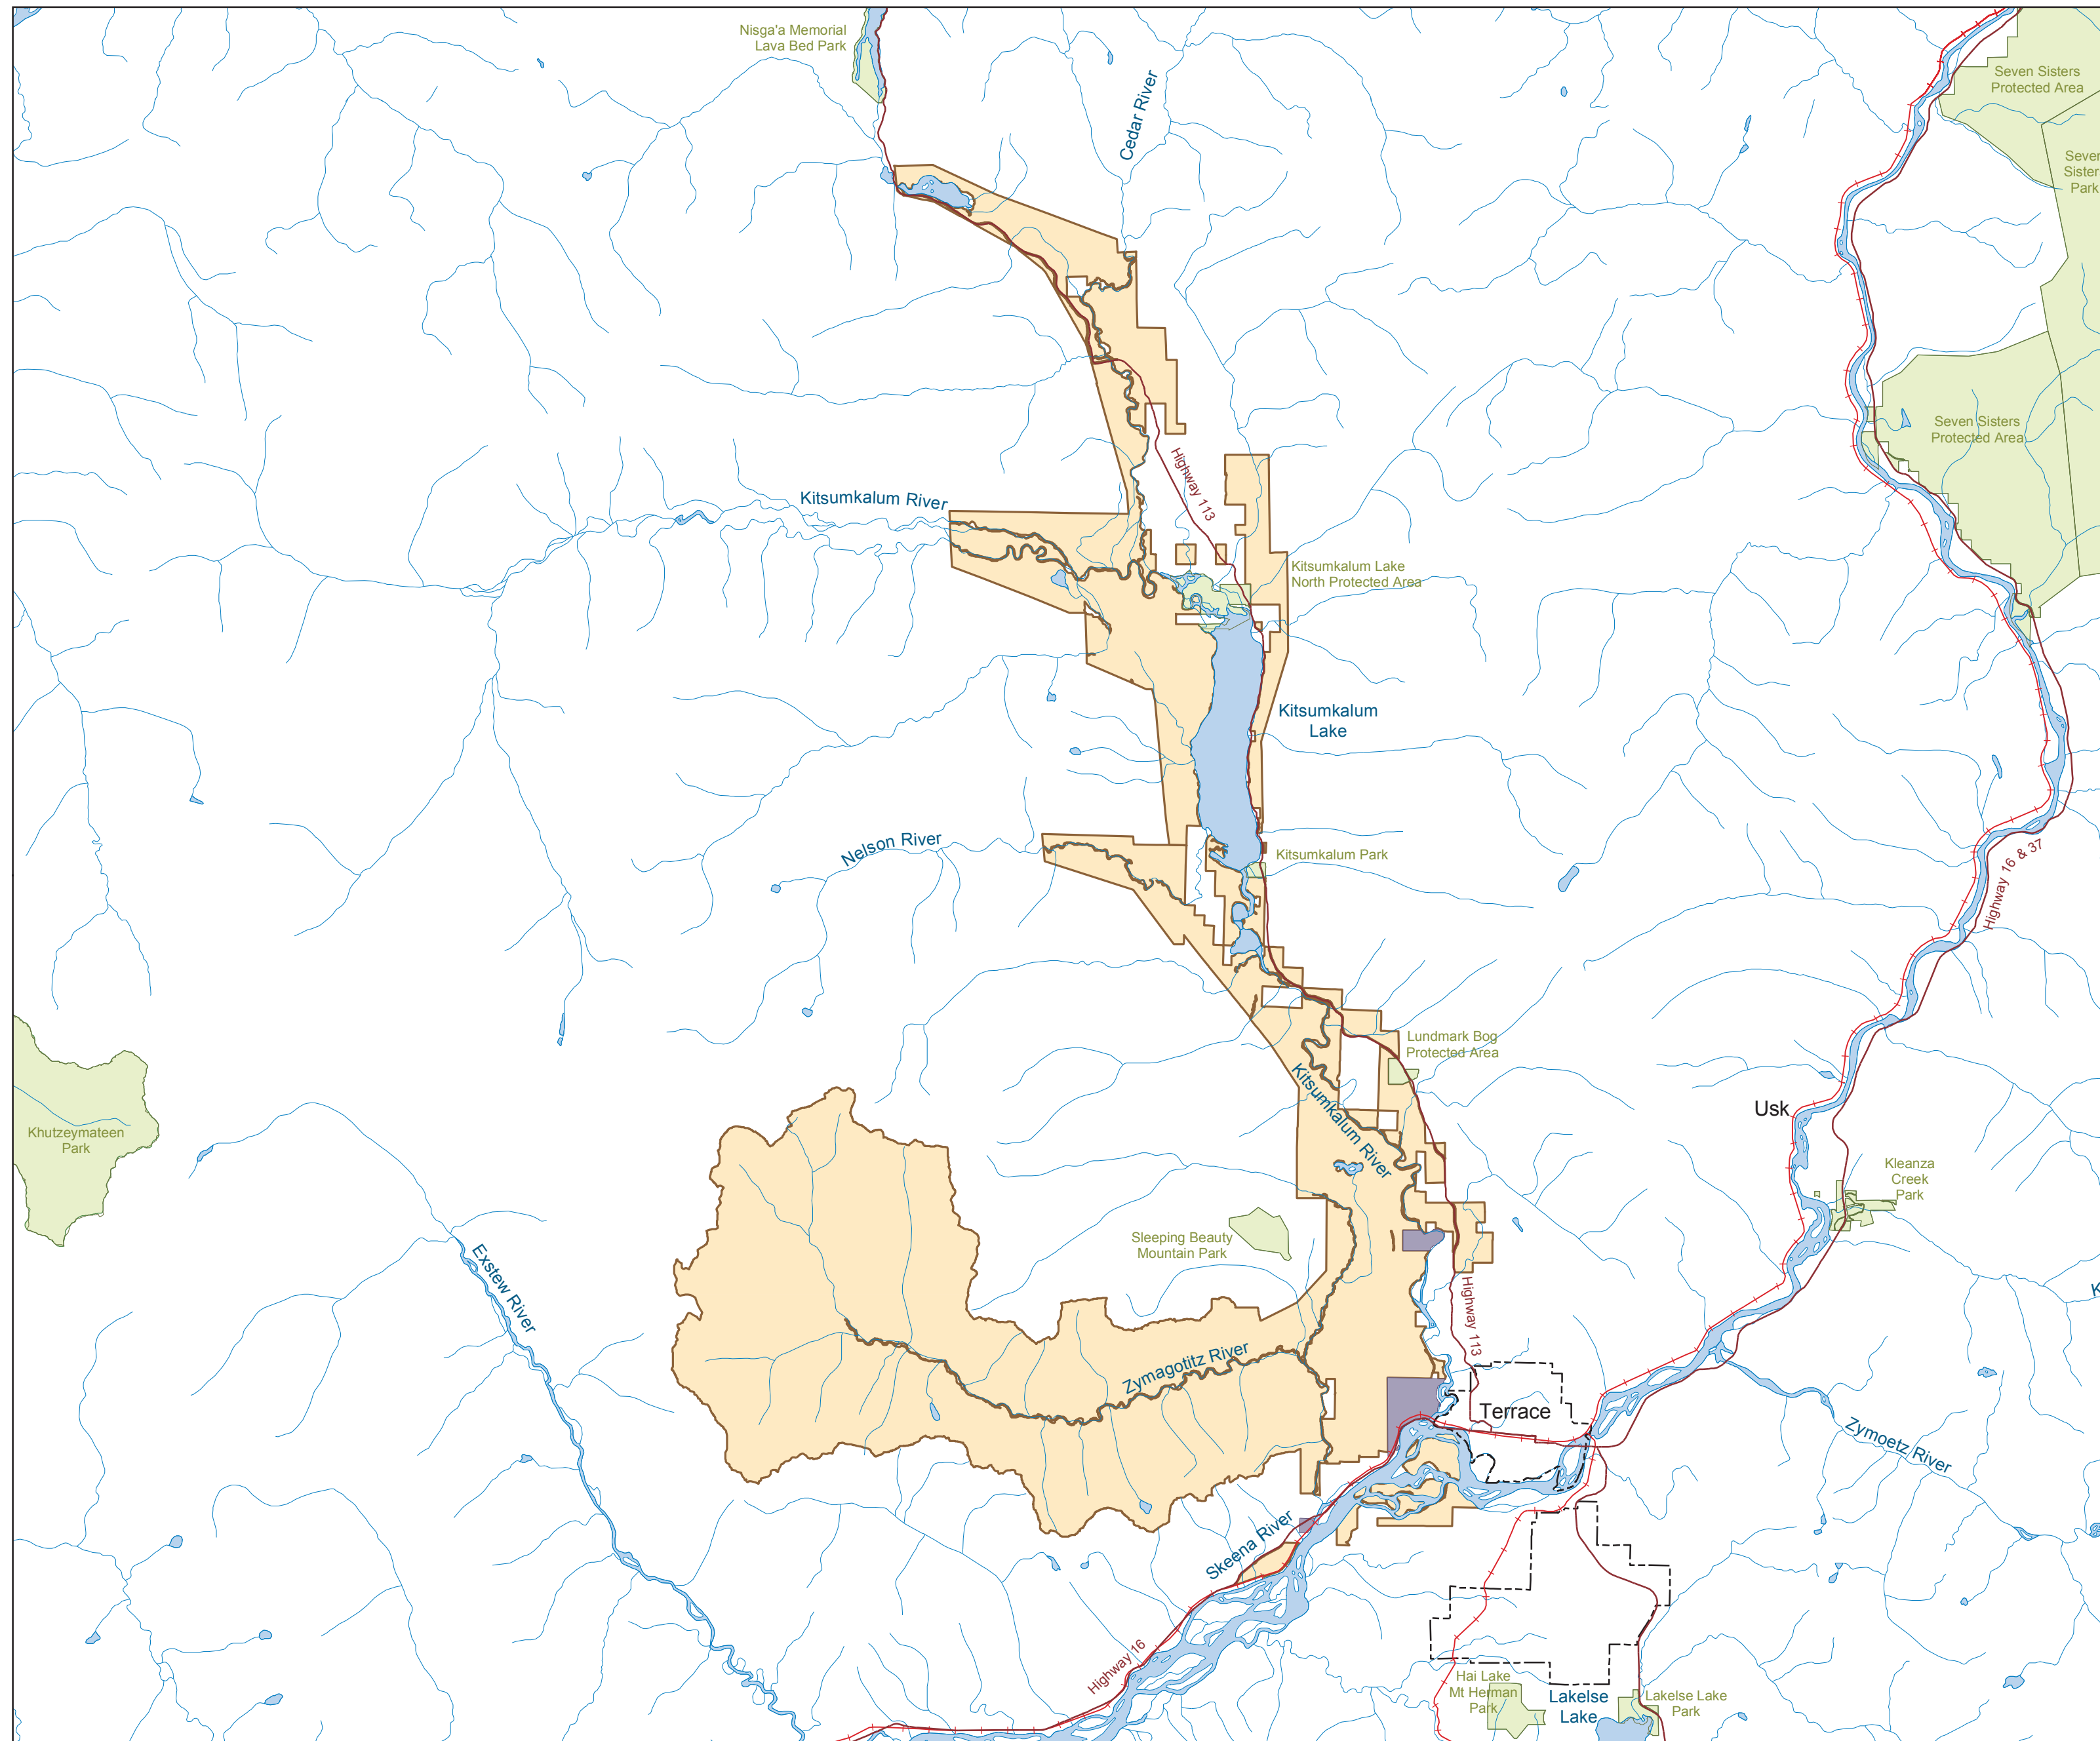 Nisga'a Memorial
Lava Bed Park
Cedar River
Seven Sisters
Protected Area
Seven
Sisters
Park
Seven Sisters
Protected Area
Highway 113
Kitsumkalum River
Kitsumkalum Lake
North Protected Area
Kitsumkalum
Lake
Nelson River
Kitsumkalum Park
Highway 16 & 37
Lundmark Bog
Protected Area
Kitsumkalum River
Usk
Khutzeymateen
Park
Kleanza
Creek
Park
Sleeping Beauty
Mountain Park
Exstew River
Highway 113
Zymagotitz River
Terrace
Zymoetz River
Skeena River
Highway 16
Hai Lake
Mt Herman
Park
Lakelse
Lake
Lakelse Lake
Park